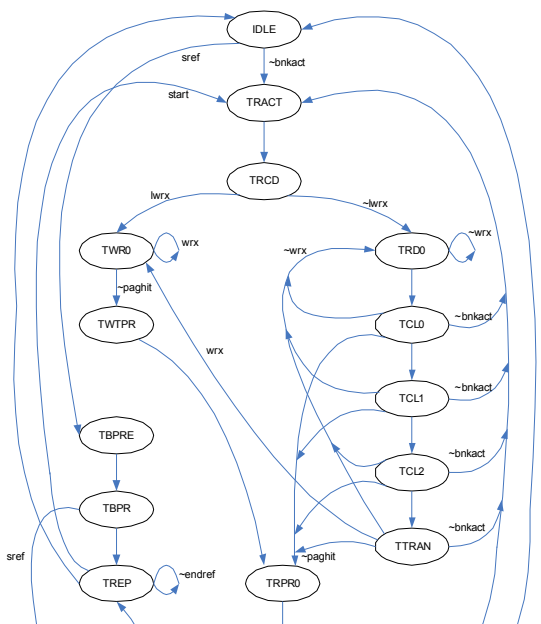 IDLE
sref
~bnkact
start
TRACT
TRCD
lwrx
~lwrx
TWR0
wrx
~wrx
TRD0
~wrx
~paghit
TWTPR
TCL0
~bnkact
wrx
TCL1
~bnkact
TBPRE
TCL2
~bnkact
TBPR
TTRAN
~bnkact
sref
TREP
~endref
TRPR0
~paghit